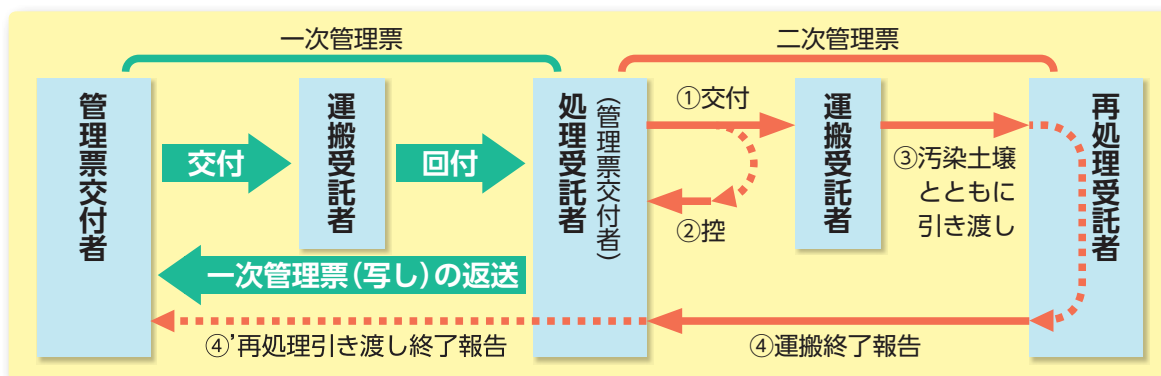 一次管理票
二次管理票
管理票交付者
交付
運搬受託者
回付
処理受託者
（管理票交付者）
①交付
②控
運搬受託者
③汚染土壌
とともに
引き渡し
再処理受託者
一次管理票（写し）の返送
④'再処理引き渡し終了報告
④運搬終了報告